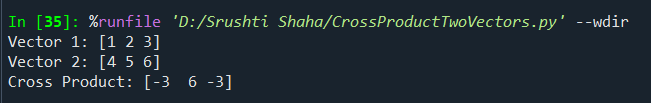 In [35]: %runfile 'D:/Srushti Shaha/CrossProductTwoVectors.py' --wdir
Vector 1: [1 2 3]
Vector 2: [4 5 6]
Cross Product: [-3  6 -3]